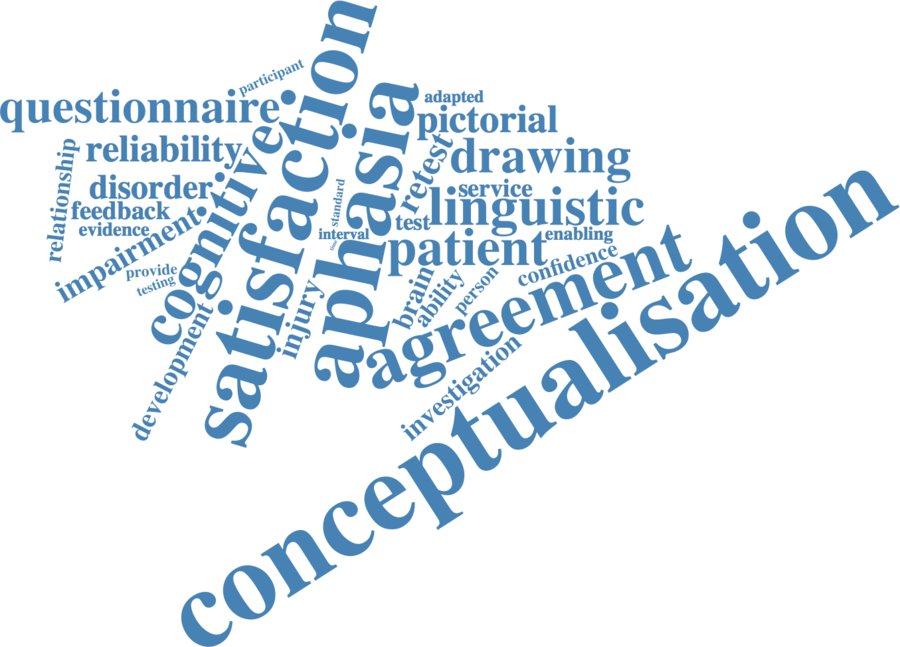 participant
questionnaire
satisfaction
adapted
aphasia
pictorial
cognitive
reliability
retest
drawing
relationship
disorder
standard
service
feedback
test
linguistic
evidence
interval
impairment
patient
enabling
provide
testing
confidence
injury
brain
ability
person
agreement
development
investigation
conceptualisation